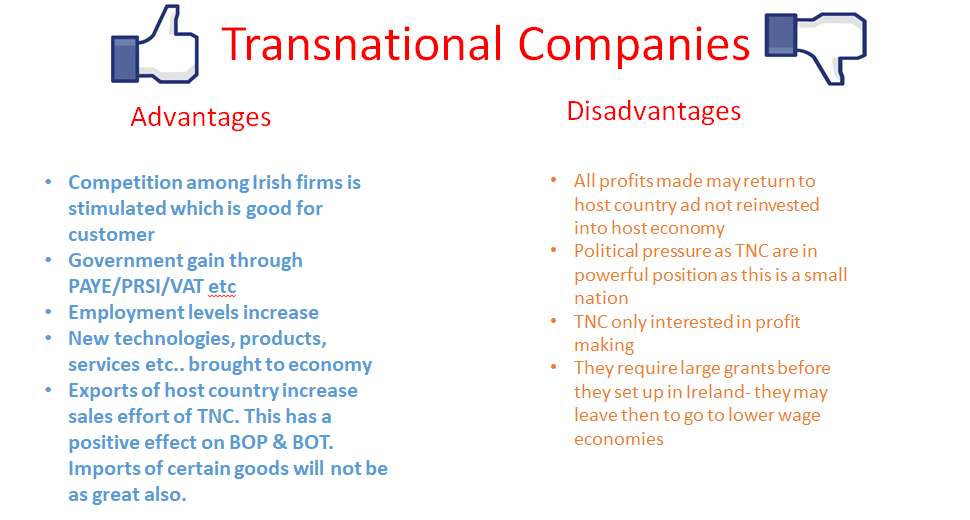 Transnational Companies
Advantages
• Competition among Irish firms is
stimulated which is good for
customer
• Government gain through
PAYE/PRSI/VAT etc
• Employment levels increase
• New technologies, products,
services etc.. brought to economy
• Exports of host country increase
sales effort of TNC. This has a
positive effect on BOP & BOT.
Imports of certain goods will not be
as great also.
Disadvantages
• All profits made may return to
host country ad not reinvested
into host economy
• Political pressure as TNC are in
powerful position as this is a small
nation
• TNC only interested in profit
making
• They require large grants before
they set up in Ireland- they may
leave then to go to lower wage
economies